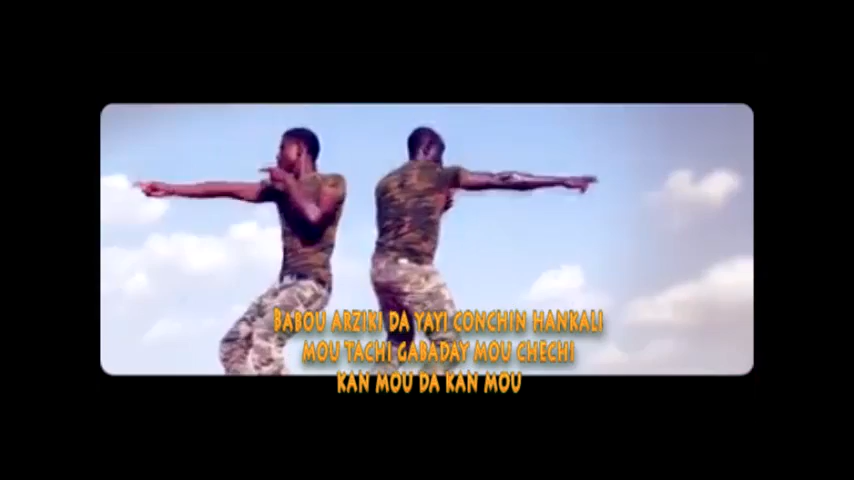 BABOU ARZIKI DA YAYI CONCHIN HANKALI
MOU TACHI GABADAY MOU CHECHI
KAN MOU DA KAN MOU